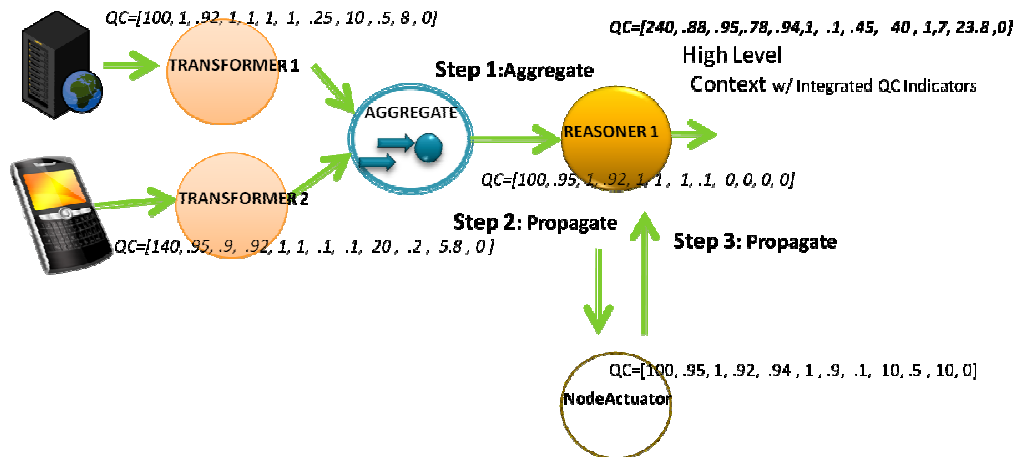 QC=[100, 1, .92, 1, 1, 1, 1, .25, 10, .5, 8, 0}
QC=[240, .88, .95,.78, .94,1, .1, .45, 40, 1,7, 23.8 ,0}
High Level
Context w/ Integrated QC Indicators
TRANSFORMER 1
Step 1:Aggregate
AGGREGATE
REASONER 1
QC=[100, .95, 1, .92, 1, 1, 1, .1, 0, 0, 0, 0]
TRANSFORMER 2
Step 2: Propagate
Step 3: Propagate
QC=[140, .95, .9, .92, 1, 1, .1, .1, 20, .2, 5.8, 0}
QC=[100, .95, 1, .92, .94, 1, .9, .1, 10, .5, 10, 0]
NodeActuator